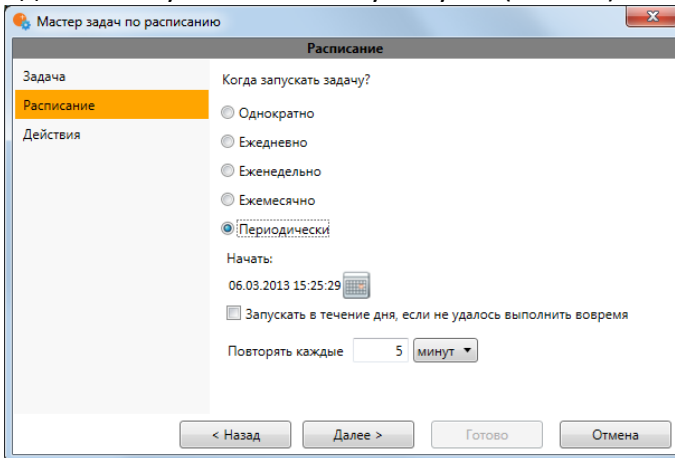 Мастер задач по расписанию
Расписание
Задача
Расписание
Действия
Когда запускать задачу?
Однократно
Ежедневно
Еженедельно
Ежемесячно
Периодически
Начать:
06.03.2013 15:25:29
Запускать в течение дня, если не удалось выполнить вовремя
Повторять каждые 5 минут
< Назад Далее > Готово Отмена